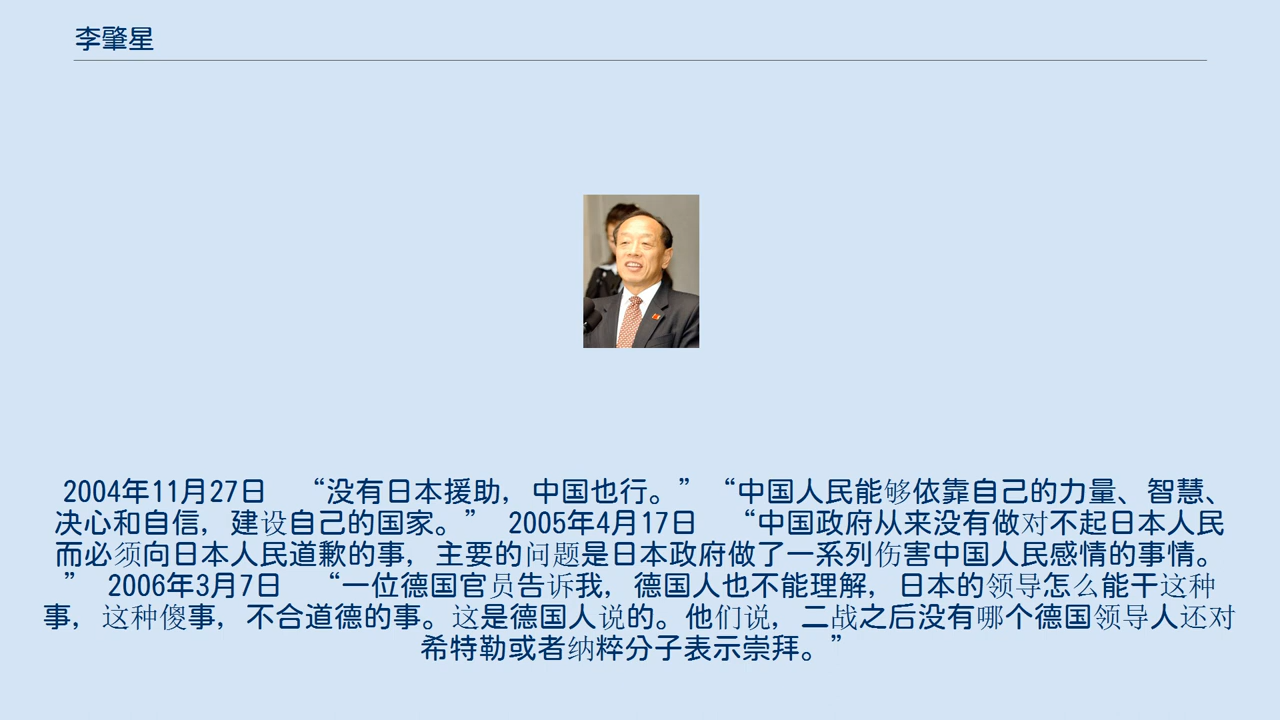 李肇星
2004年11月27日 “没有日本援助，中国也行。” “中国人民能够依靠自己的力量、智慧、
决心和自信，建设自己的国家。” 2005年4月17日 “中国政府从来没有做对不起日本人民
而必须向日本人民道歉的事，主要的问题是日本政府做了一系列伤害中国人民感情的事情。
” 2006年3月7日 “一位德国官员告诉我，德国人也不能理解，日本的领导怎么能干这种
事，这种傻事，不合道德的事。这是德国人说的。他们说，二战之后没有哪个德国领导人还对
希特勒或者纳粹分子表示崇拜。”